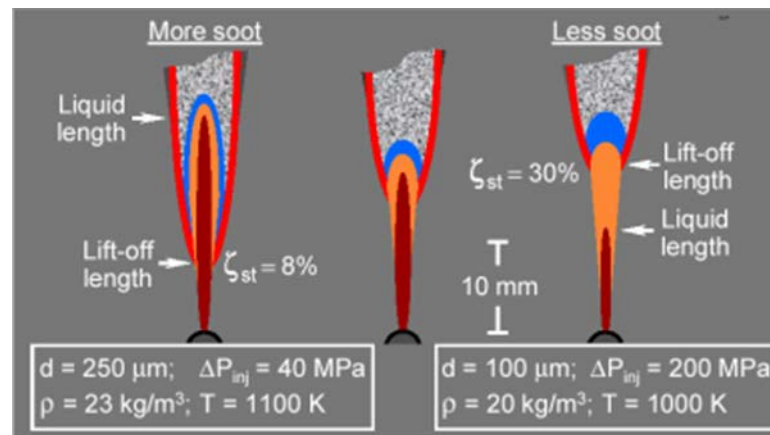 More soot
Less soot
Liquid
length
ζst = 30%
Lift-off
length
Liquid
length
Lift-off
length
ζst = 8%
10 mm
d = 250 μm; ΔPinj = 40 MPa
ρ = 23 kg/m³; T = 1100 K
d = 100 μm; ΔPinj = 200 MPa
ρ = 20 kg/m³; T = 1000 K